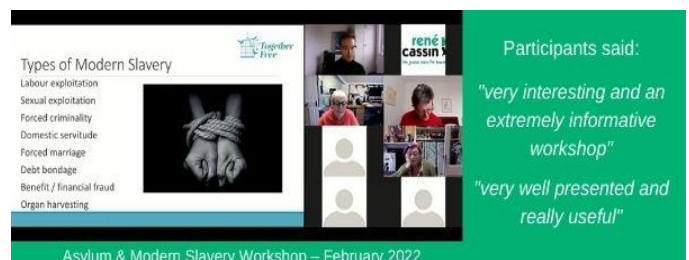 Together
Free
Types of Modern Slavery
Labour exploitation
Sexual exploitation
Forced criminality
Domestic servitude
Forced marriage
Debt bondage
Benefit / financial fraud
Organ harvesting
rené
cassin
Participants said:
"very interesting and an
extremely informative
workshop"
"very well presented and
really useful"
Asylum & Modern Slavery Workshop – February 2022